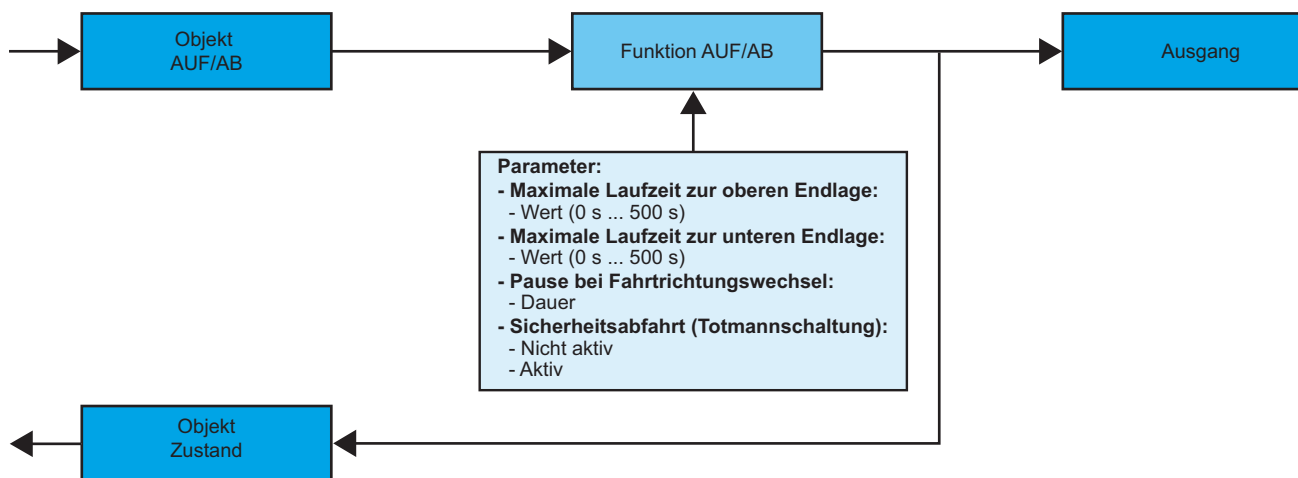 Objekt
AUF/AB
Funktion AUF/AB
Ausgang
Parameter:
- Maximale Laufzeit zur oberen Endlage:
- Wert (0 s ... 500 s)
- Maximale Laufzeit zur unteren Endlage:
- Wert (0 s ... 500 s)
- Pause bei Fahrtrichtungswechsel:
- Dauer
- Sicherheitsabfahrt (Totmannschaltung):
- Nicht aktiv
- Aktiv
Objekt
Zustand